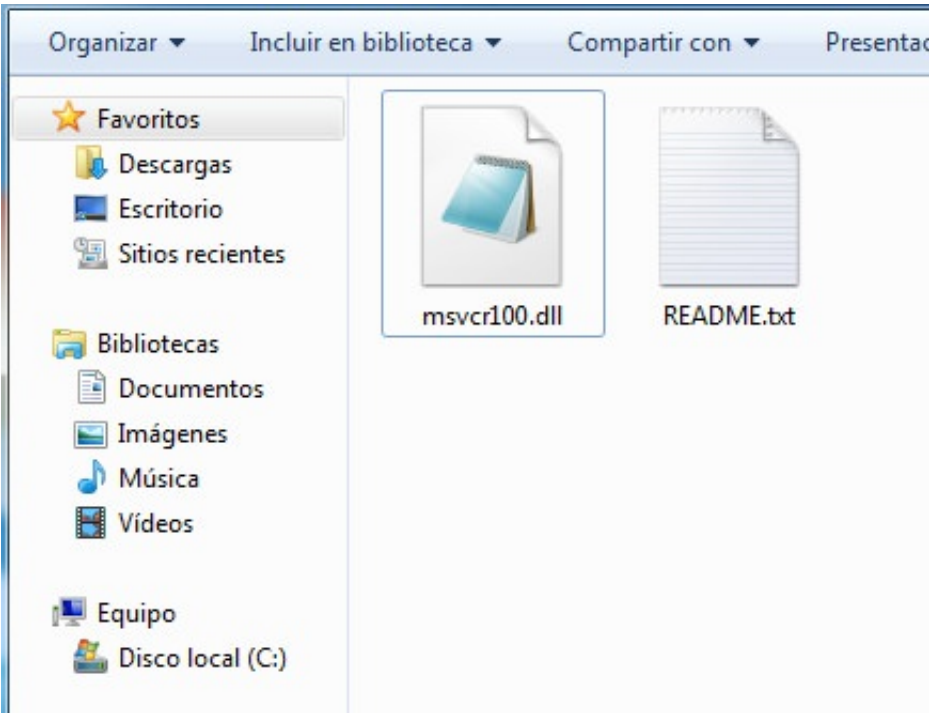 Organizar Incluir en biblioteca Compartir con
Favoritos
Descargas
Escritorio
Sitios recientes
Bibliotecas
Documentos
Imágenes
Música
Vídeos
Equipo
Disco local (C:)
msvcr100.dll README.txt